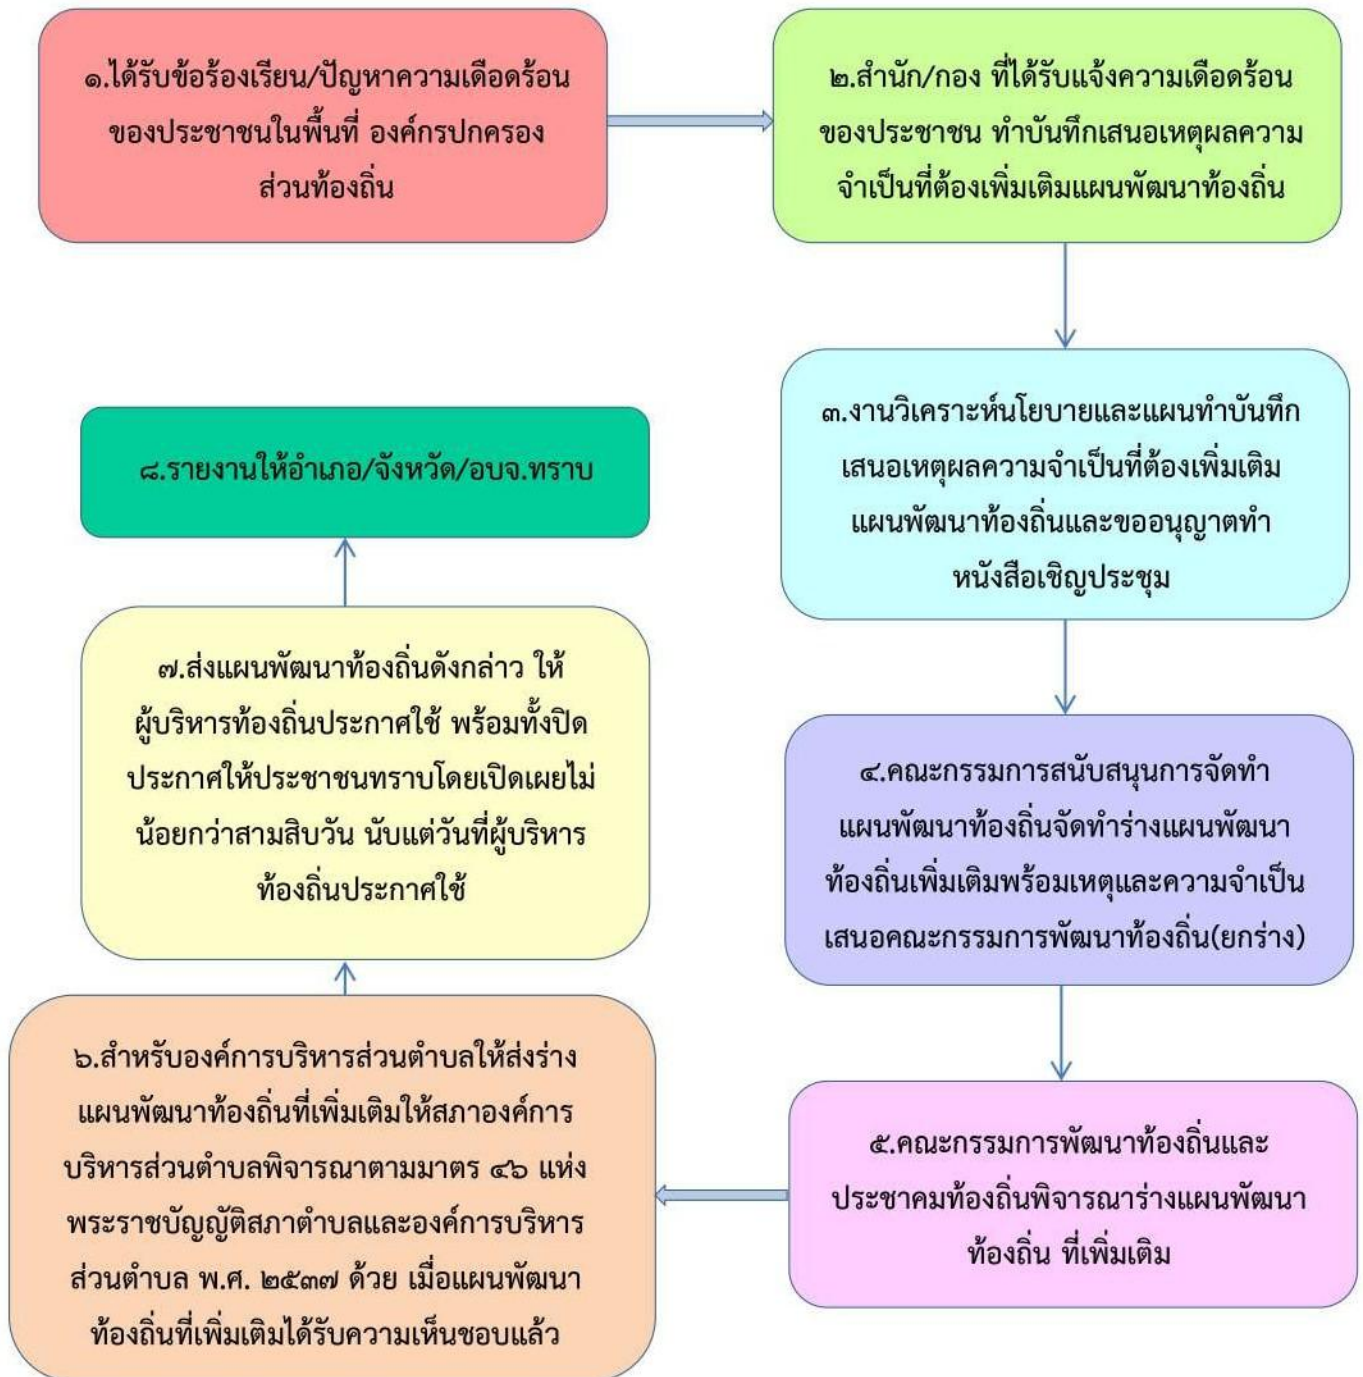 ๑.ได้รับข้อร้องเรียน/ปัญหาความเดือดร้อน
ของประชาชนในพื้นที่ องค์กรปกครอง
ส่วนท้องถิ่น
๒.สำนัก/กอง ที่ได้รับแจ้งความเดือดร้อน
ของประชาชน ทำบันทึกเสนอเหตุผลความ
จำเป็นที่ต้องเพิ่มเติมแผนพัฒนาท้องถิ่น
๓.งานวิเคราะห์นโยบายและแผนทำบันทึก
เสนอเหตุผลความจำเป็นที่ต้องเพิ่มเติม
แผนพัฒนาท้องถิ่นและขออนุญาตทำ
หนังสือเชิญประชุม
๔.คณะกรรมการสนับสนุนการจัดทำ
แผนพัฒนาท้องถิ่นจัดทำร่างแผนพัฒนา
ท้องถิ่นเพิ่มเติมพร้อมเหตุและความจำเป็น
เสนอคณะกรรมการพัฒนาท้องถิ่น(ยกร่าง)
๕.คณะกรรมการพัฒนาท้องถิ่นและ
ประชาคมท้องถิ่นพิจารณาร่างแผนพัฒนา
ท้องถิ่น ที่เพิ่มเติม
๖.สำหรับองค์การบริหารส่วนตำบลให้ส่งร่าง
แผนพัฒนาท้องถิ่นที่เพิ่มเติมให้สภาองค์การ
บริหารส่วนตำบลพิจารณาตามมาตร ๔๖ แห่ง
พระราชบัญญัติสภาตำบลและองค์การบริหาร
ส่วนตำบล พ.ศ. ๒๕๓๗ ด้วย เมื่อแผนพัฒนา
ท้องถิ่นที่เพิ่มเติมได้รับความเห็นชอบแล้ว
๗.ส่งแผนพัฒนาท้องถิ่นดังกล่าว ให้
ผู้บริหารท้องถิ่นประกาศใช้ พร้อมทั้งปิด
ประกาศให้ประชาชนทราบโดยเปิดเผยไม่
น้อยกว่าสามสิบวัน นับแต่วันที่ผู้บริหาร
ท้องถิ่นประกาศใช้
๘.รายงานให้อำเภอ/จังหวัด/อบจ.ทราบ